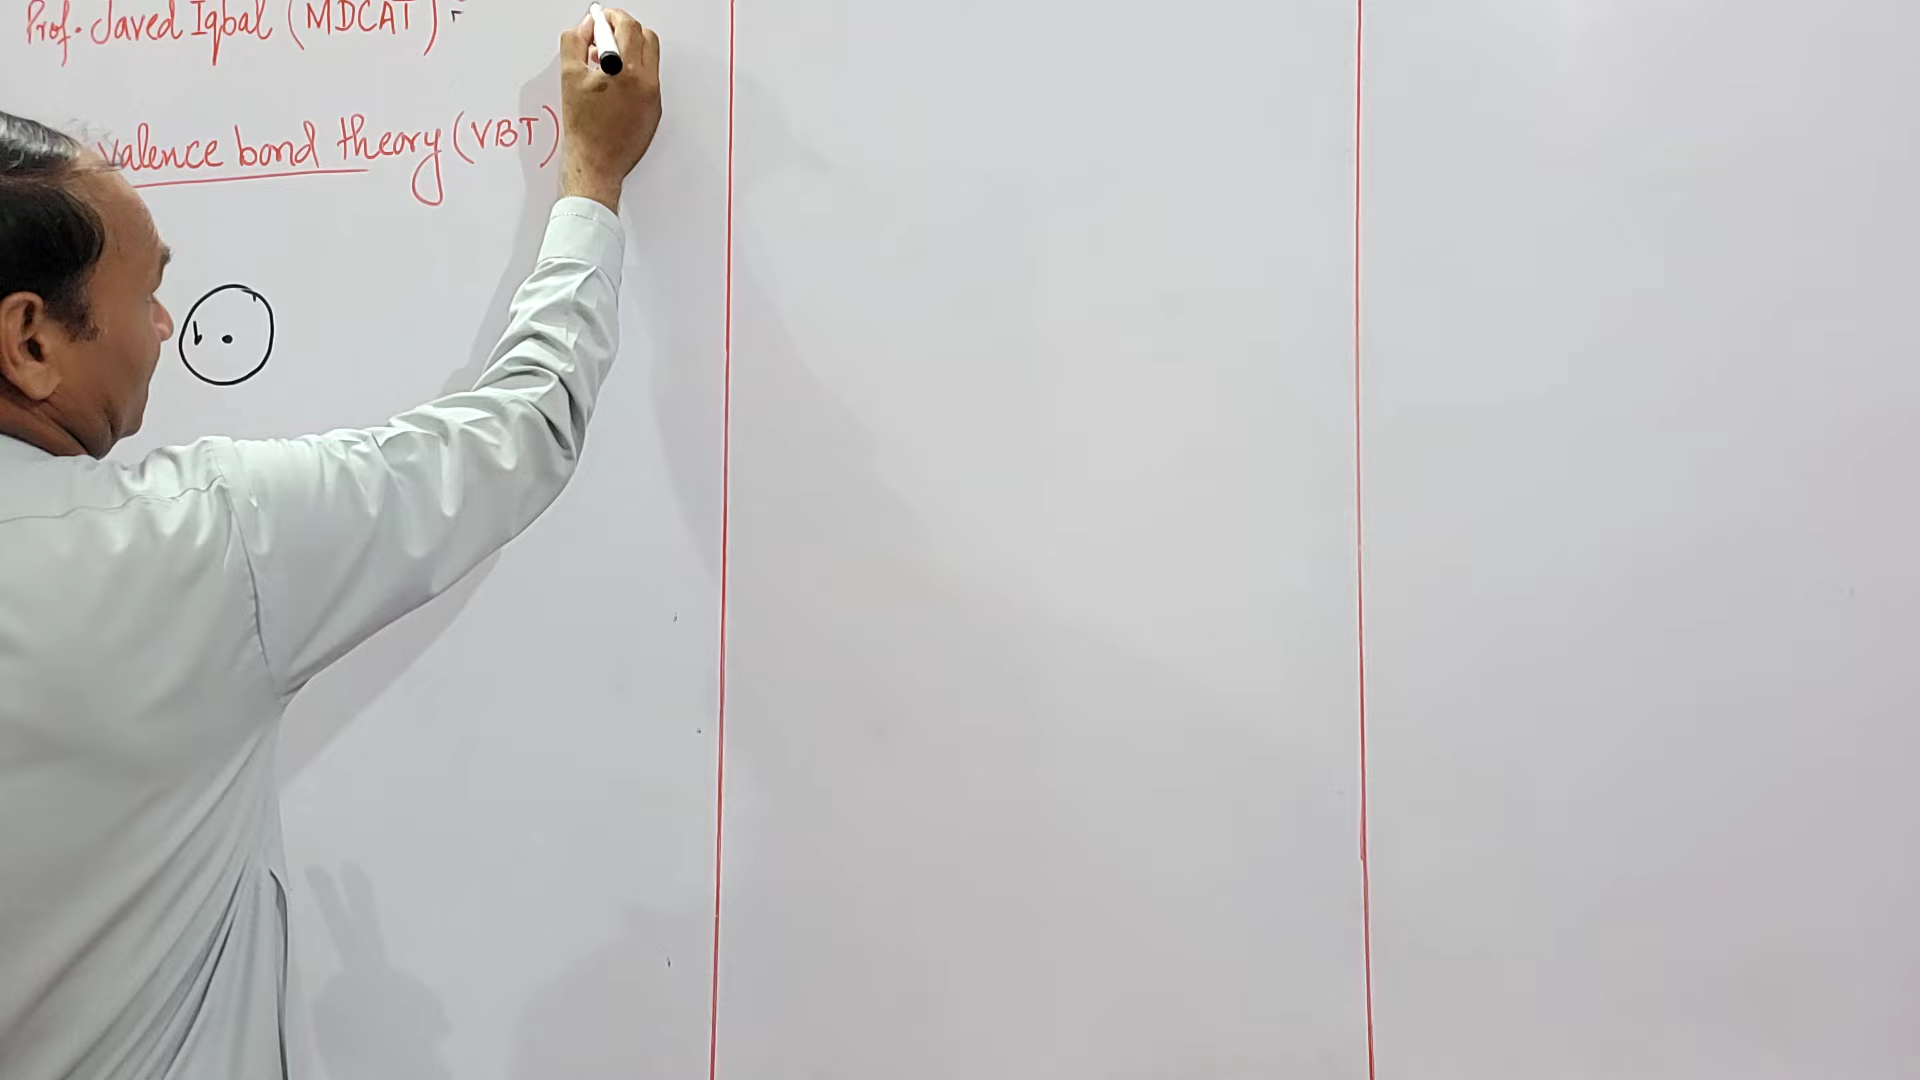 Prof. Javed Iqbal (MDCAT)
Valence bond theory (VBT)